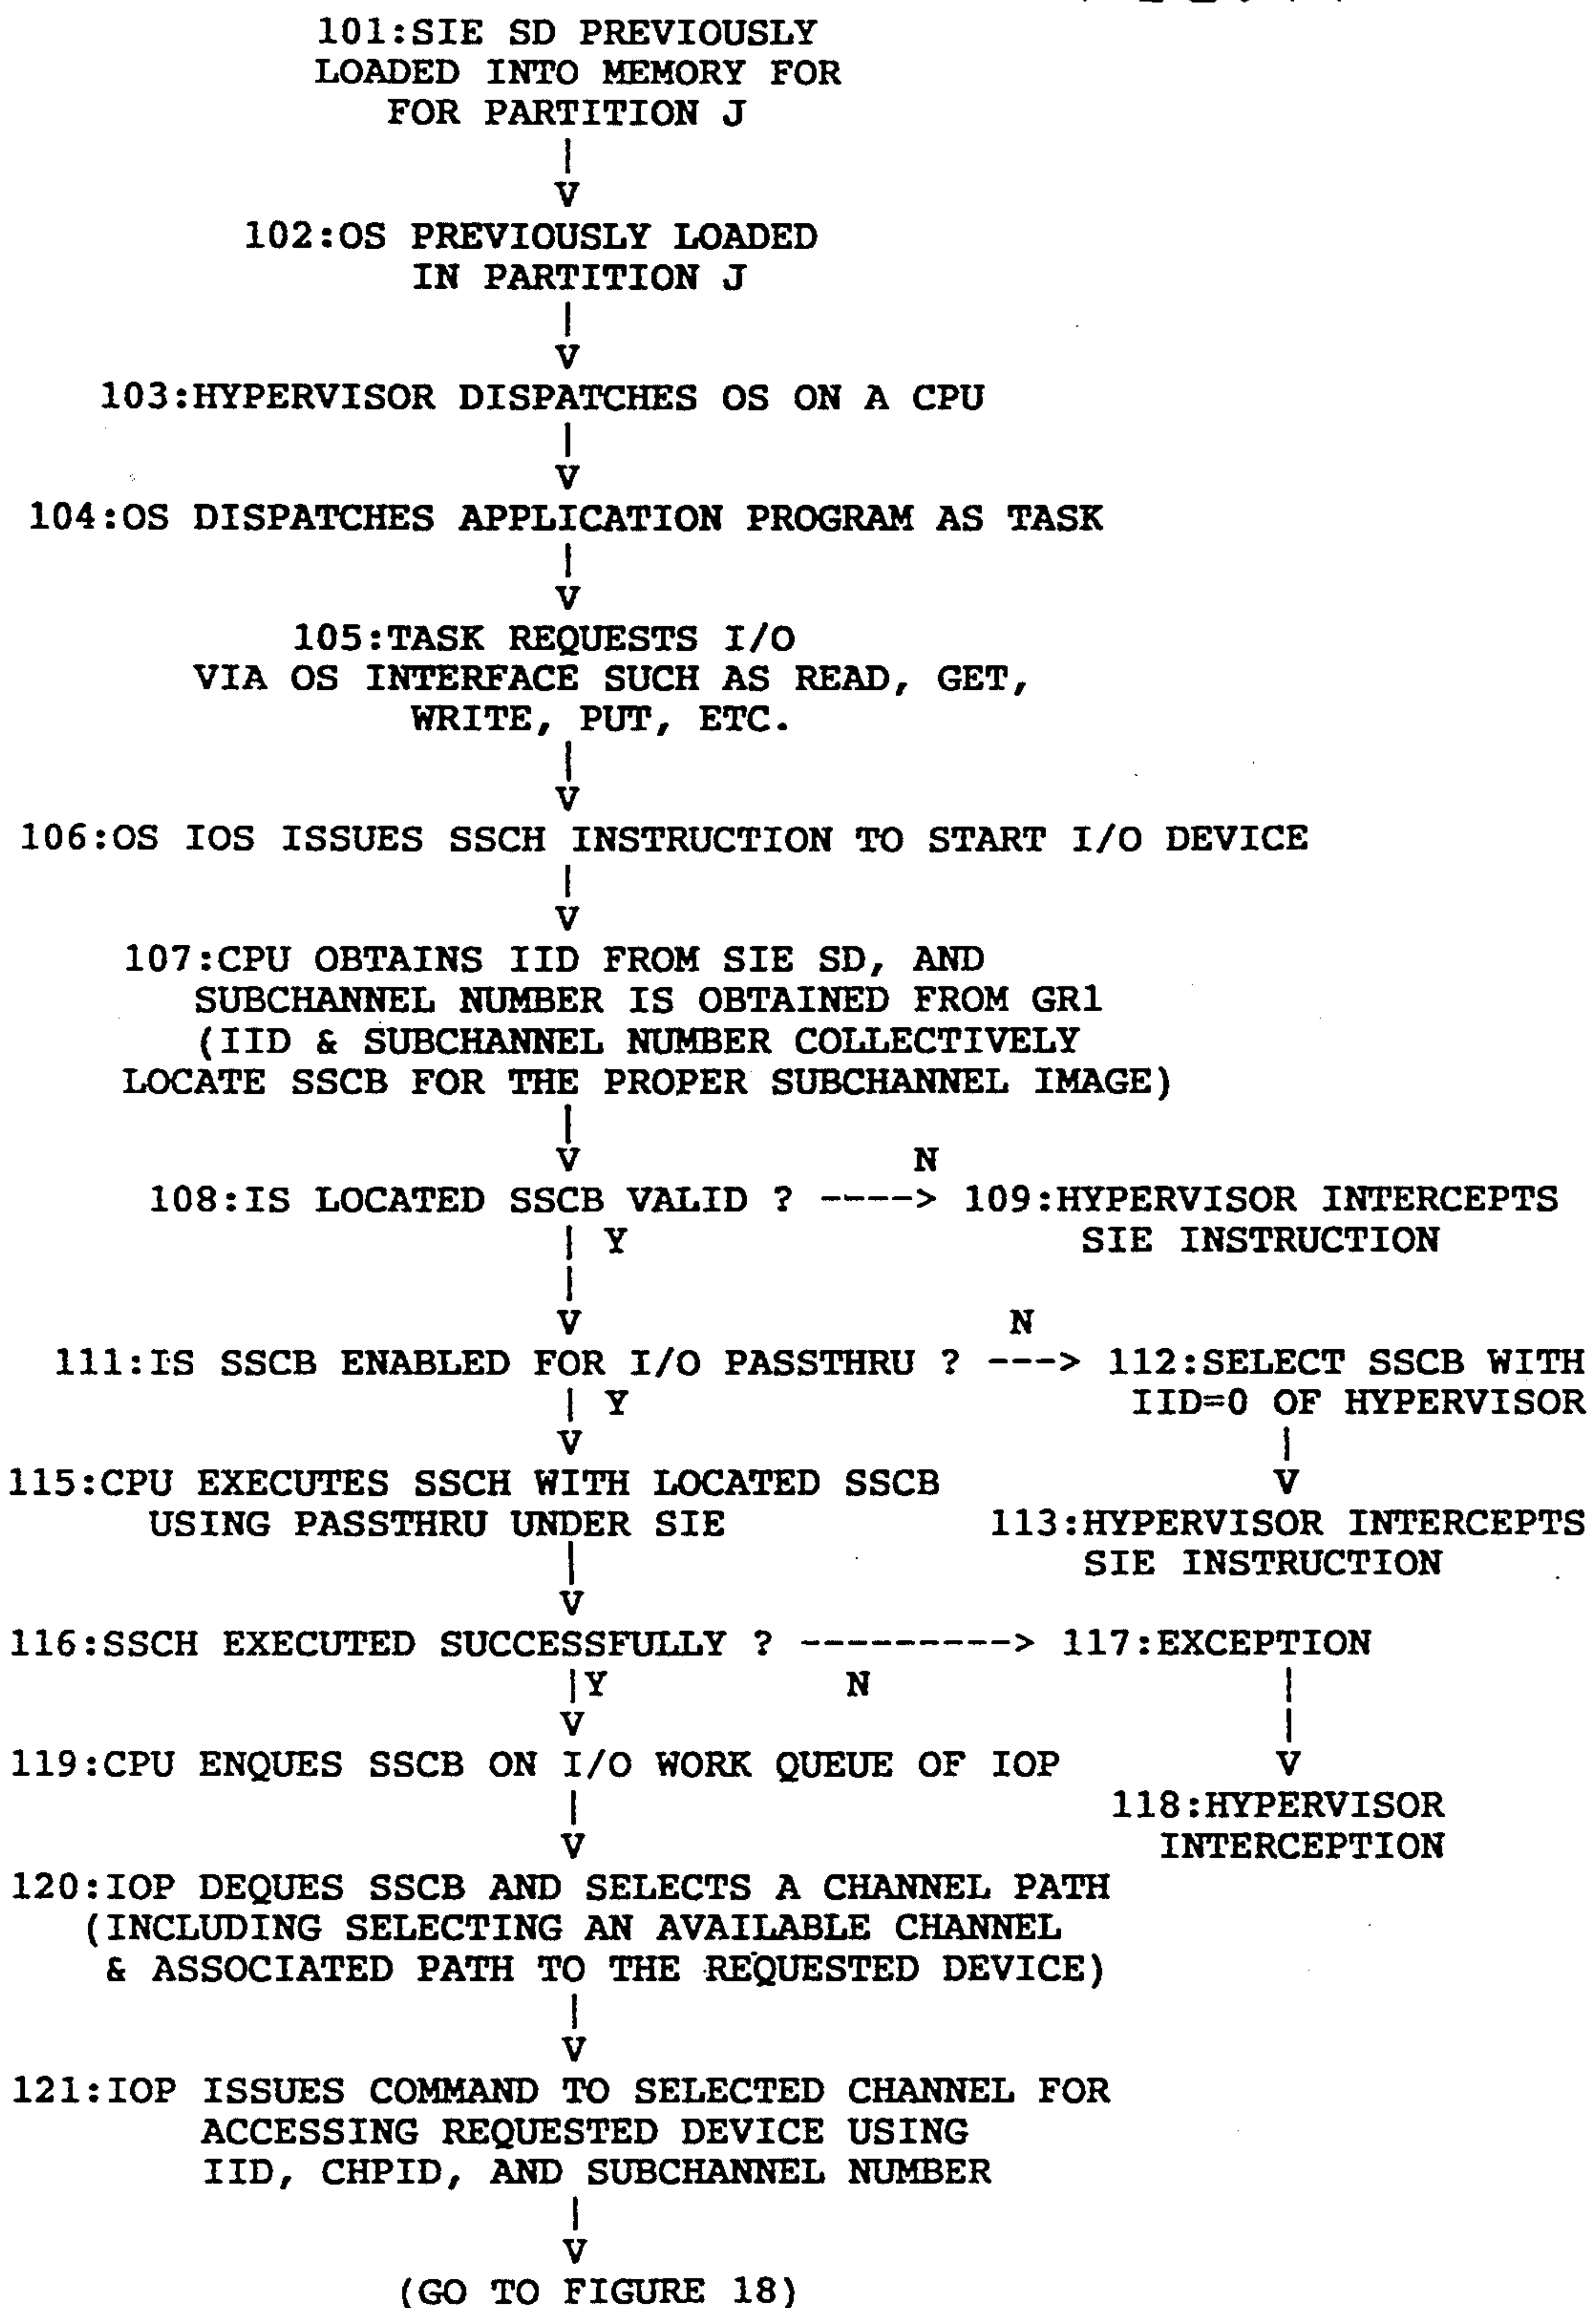 101:SIE SD PREVIOUSLY
LOADED INTO MEMORY FOR
FOR PARTITION J
102:OS PREVIOUSLY LOADED
IN PARTITION J
103:HYPERVISOR DISPATCHES OS ON A CPU
104:OS DISPATCHES APPLICATION PROGRAM AS TASK
105:TASK REQUESTS I/O
VIA OS INTERFACE SUCH AS READ, GET,
WRITE, PUT, ETC.
106:OS IOS ISSUES SSCH INSTRUCTION TO START I/O DEVICE
107:CPU OBTAINS IID FROM SIE SD, AND
SUBCHANNEL NUMBER IS OBTAINED FROM GR1
(IID & SUBCHANNEL NUMBER COLLECTIVELY
LOCATE SSCB FOR THE PROPER SUBCHANNEL IMAGE)
N
108:IS LOCATED SSCB VALID ? ----> 109:HYPERVISOR INTERCEPTS
Y SIE INSTRUCTION
N
111:IS SSCB ENABLED FOR I/O PASSTHRU ? ---> 112:SELECT SSCB WITH
Y IID=0 OF HYPERVISOR
115:CPU EXECUTES SSCH WITH LOCATED SSCB
USING PASSTHRU UNDER SIE 113:HYPERVISOR INTERCEPTS
SIE INSTRUCTION
116:SSCH EXECUTED SUCCESSFULLY ? ---------> 117:EXCEPTION
Y N
119:CPU ENQUES SSCB ON I/O WORK QUEUE OF IOP
118:HYPERVISOR
INTERCEPTION
120:IOP DEQUES SSCB AND SELECTS A CHANNEL PATH
(INCLUDING SELECTING AN AVAILABLE CHANNEL
& ASSOCIATED PATH TO THE REQUESTED DEVICE)
121:IOP ISSUES COMMAND TO SELECTED CHANNEL FOR
ACCESSING REQUESTED DEVICE USING
IID, CHPID, AND SUBCHANNEL NUMBER
(GO TO FIGURE 18)